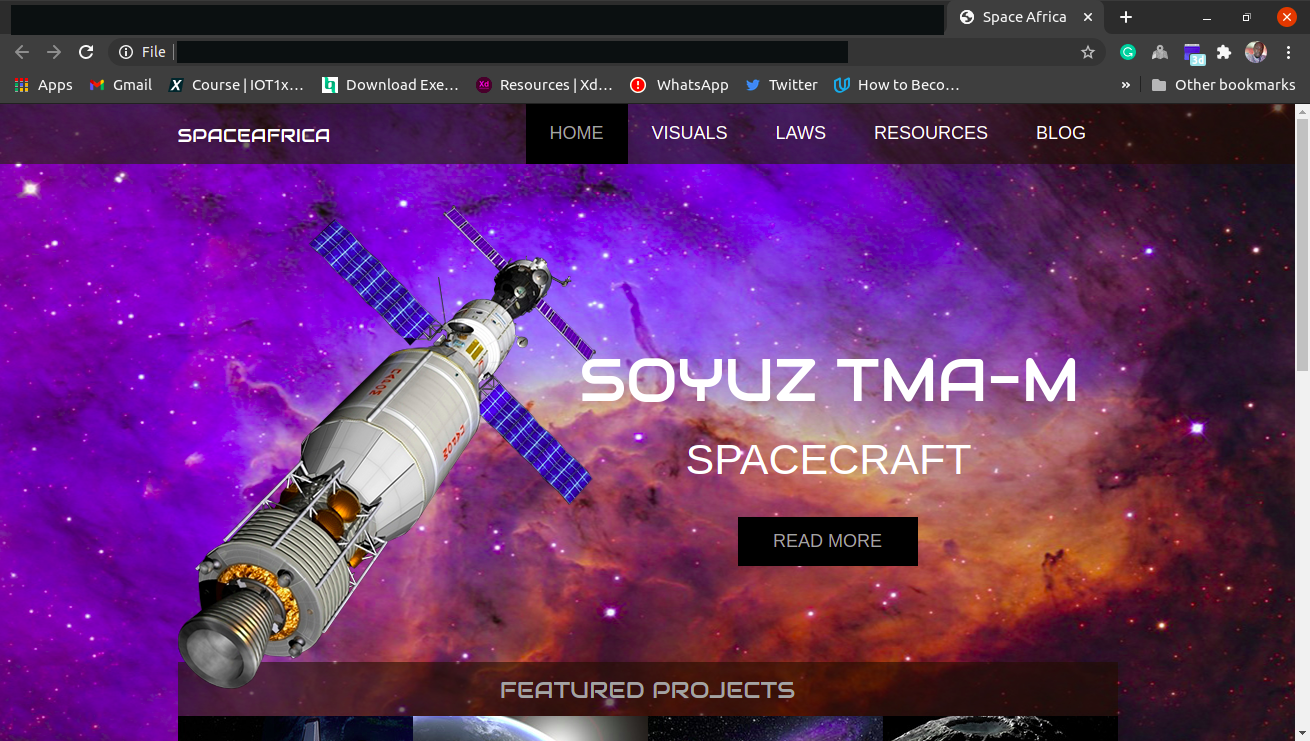 Space Africa
File
3d
Apps Gmail Course | IOT1x… Download Exe… Resources | Xd… WhatsApp Twitter How to Beco… » Other bookmarks
SPACEAFRICA HOME VISUALS LAWS RESOURCES BLOG
SOYUZ TMA-M
SPACECRAFT
READ MORE
FEATURED PROJECTS